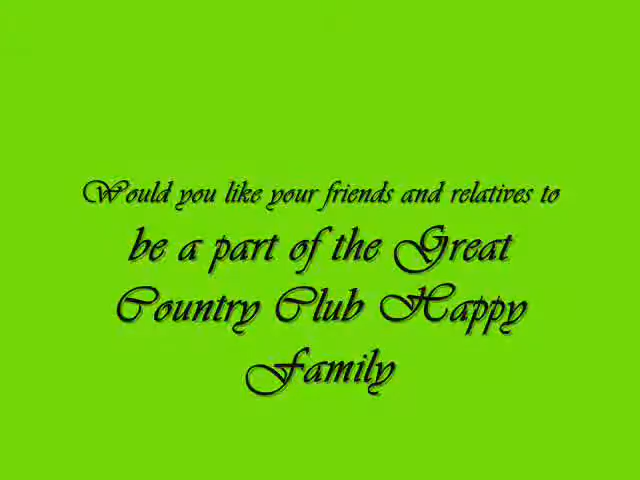 Would you like your friends and relatives to
be a part of the Great
Country Club Happy
Family